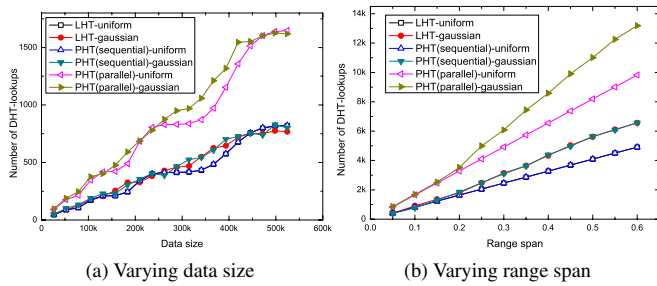 LHT-uniform
LHT-gaussian
PHT(sequential)-uniform
PHT(sequential)-gaussian
PHT(parallel)-uniform
PHT(parallel)-gaussian
1500
1000
750
500
250
0
Number of DHT-lookups
0
100k
200k
300k
400k
500k
600k
Data size
(a) Varying data size
LHT-uniform
LHT-gaussian
PHT(sequential)-uniform
PHT(sequential)-gaussian
PHT(parallel)-uniform
PHT(parallel)-gaussian
14k
12k
10k
8k
6k
4k
2k
0
Number of DHT-lookups
0.0
0.1
0.2
0.3
0.4
0.5
0.6
Range span
(b) Varying range span